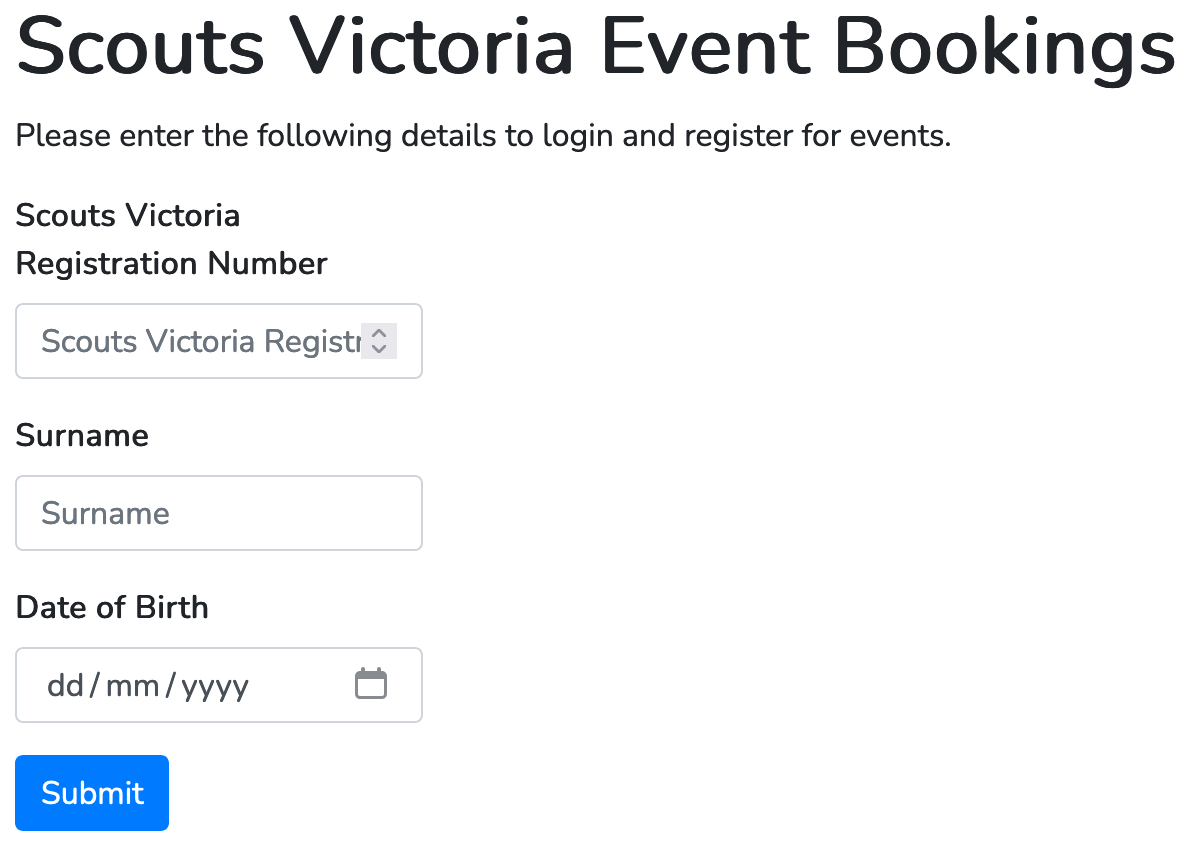 Scouts Victoria Event Bookings
Please enter the following details to login and register for events.
Scouts Victoria
Registration Number
Scouts Victoria Registr
Surname
Surname
Date of Birth
dd/mm/yyyy
Submit